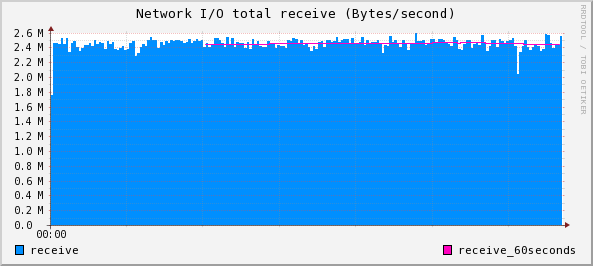 Network I/O total receive (Bytes/second)
RRDTOOL / TOBI OETIKER
2.6 M
2.4 M
2.2 M
2.0 M
1.8 M
1.6 M
1.4 M
1.2 M
1.0 M
0.8 M
0.6 M
0.4 M
0.2 M
0.0
00:00
receive receive_60seconds